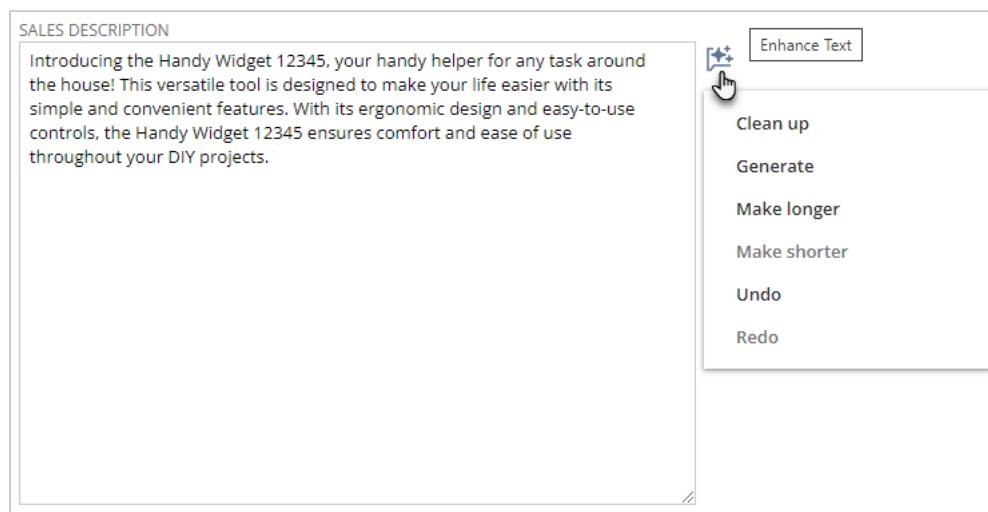 SALES DESCRIPTION
Introducing the Handy Widget 12345, your handy helper for any task around
the house! This versatile tool is designed to make your life easier with its
simple and convenient features. With its ergonomic design and easy-to-use
controls, the Handy Widget 12345 ensures comfort and ease of use
throughout your DIY projects.
Enhance Text
Clean up
Generate
Make longer
Make shorter
Undo
Redo